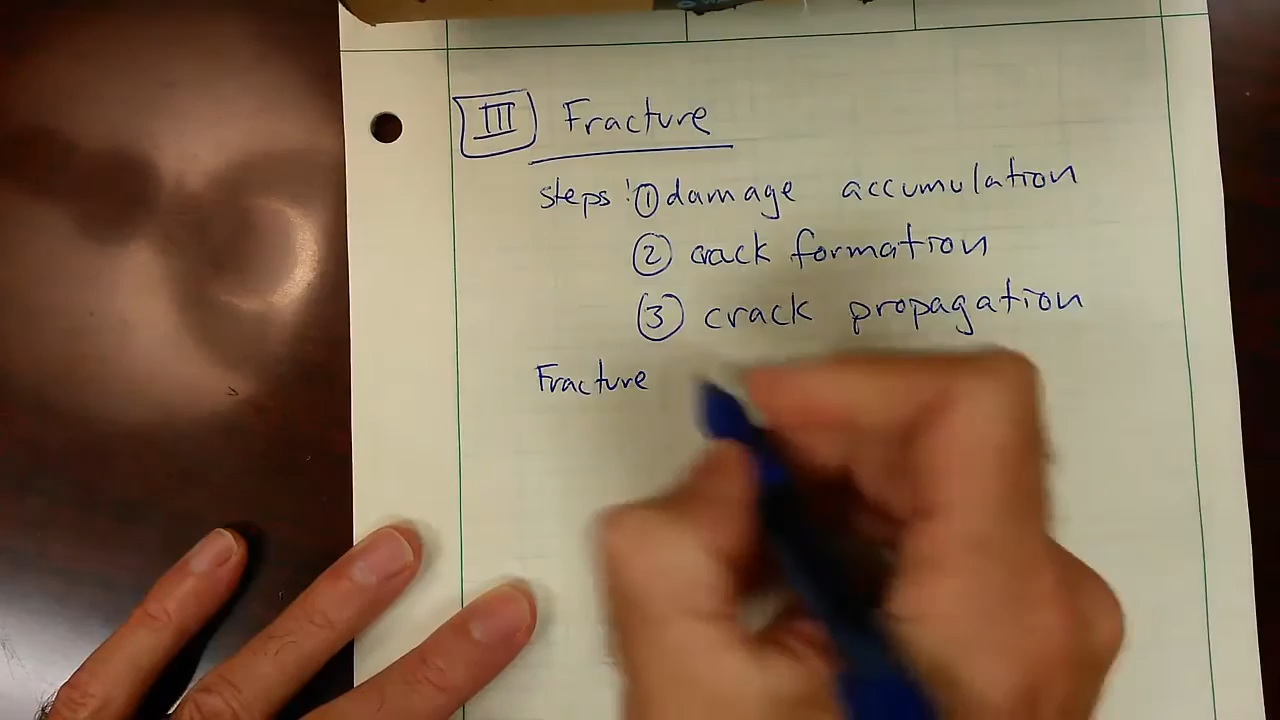 III Fracture
steps: ① damage accumulation
② crack formation
③ crack propagation
Fracture